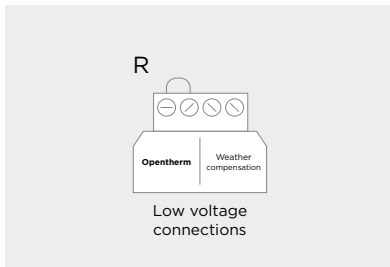 R
Opentherm
Weather
compensation
Low voltage
connections